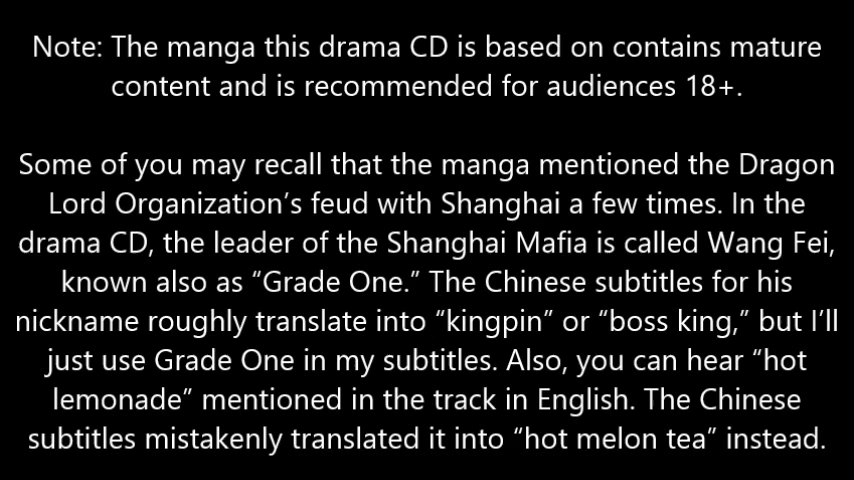 Note: The manga this drama CD is based on contains mature
content and is recommended for audiences 18+.
Some of you may recall that the manga mentioned the Dragon
Lord Organization’s feud with Shanghai a few times. In the
drama CD, the leader of the Shanghai Mafia is called Wang Fei,
known also as “Grade One.” The Chinese subtitles for his
nickname roughly translate into “kingpin” or “boss king,” but I’ll
just use Grade One in my subtitles. Also, you can hear “hot
lemonade” mentioned in the track in English. The Chinese
subtitles mistakenly translated it into “hot melon tea” instead.